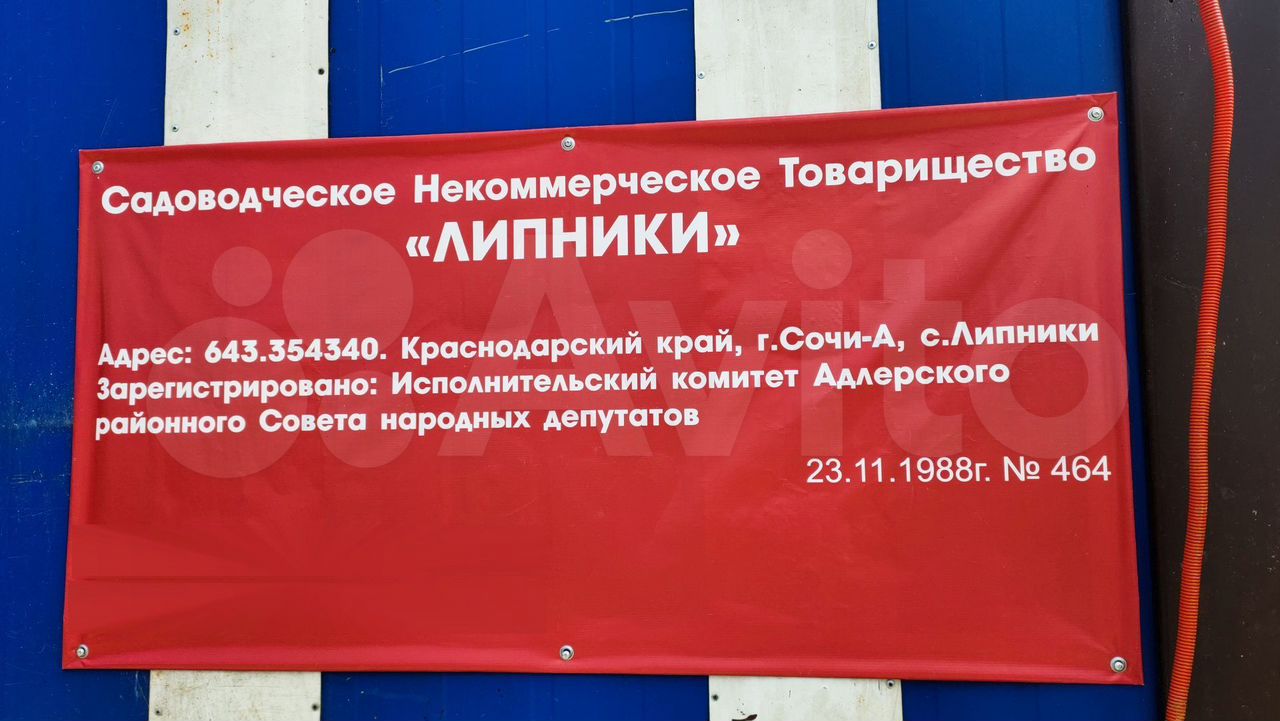 Садоводческое Некоммерческое Товарищество
«ЛИПНИКИ»
Адрес: 643.354340. Краснодарский край, г.Сочи-А, с.Липники
Зарегистрировано: Исполнительский комитет Адлерского
районного Совета народных депутатов
23.11.1988г. № 464
Avito